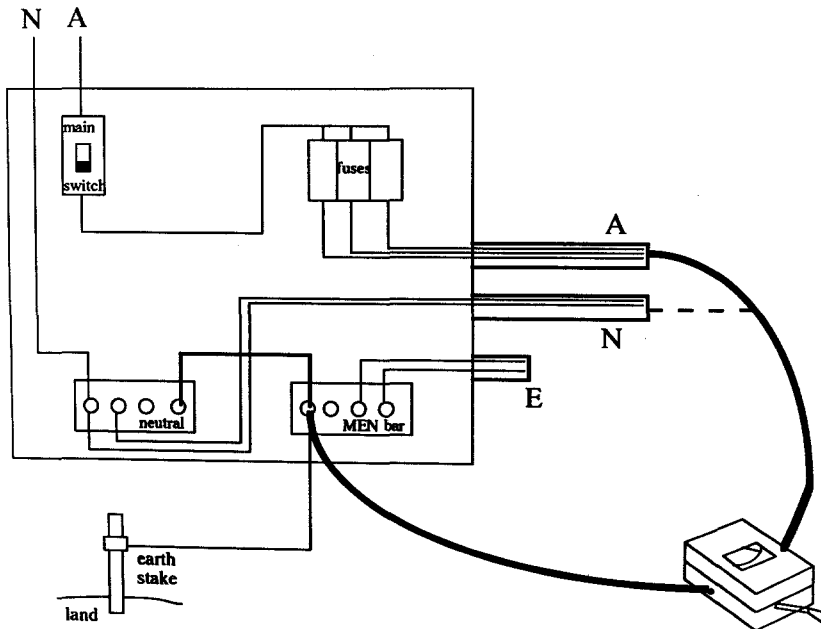 N A
main
switch
fuses
A
N
E
neutral
MEN bar
earth
stake
land